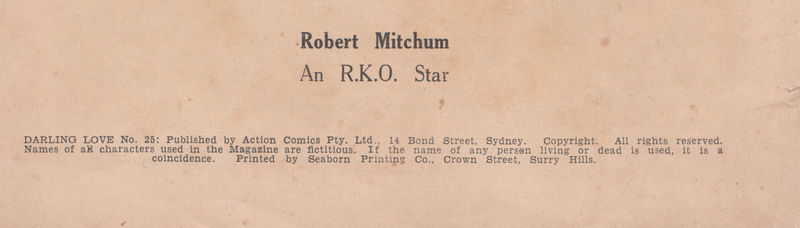 Robert Mitchum
An R.K.O. Star
DARLING LOVE No. 25: Published by Action Comics Pty. Ltd., 14 Bond Street, Sydney. Copyright. All rights reserved.
Names of all characters used in the Magazine are fictitious. If the name of any person living or dead is used, it is a
coincidence. Printed by Seaborn Printing Co., Crown Street, Surry Hills.